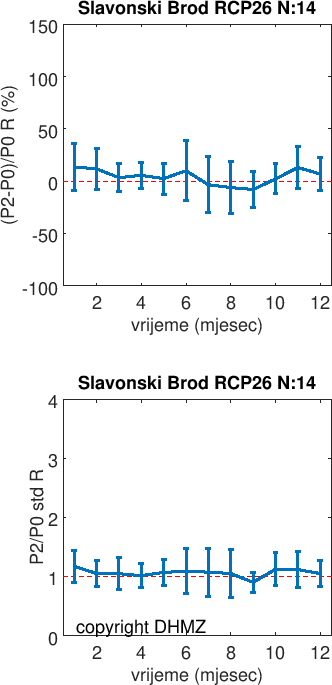 Slavonski Brod RCP26 N:14
(P2-P0)/P0 R (%)
150
100
50
0
-50
-100
2 4 6 8 10 12
vrijeme (mjesec)
Slavonski Brod RCP26 N:14
P2/P0 std R
4
3
2
1
0
copyright DHMZ
2 4 6 8 10 12
vrijeme (mjesec)